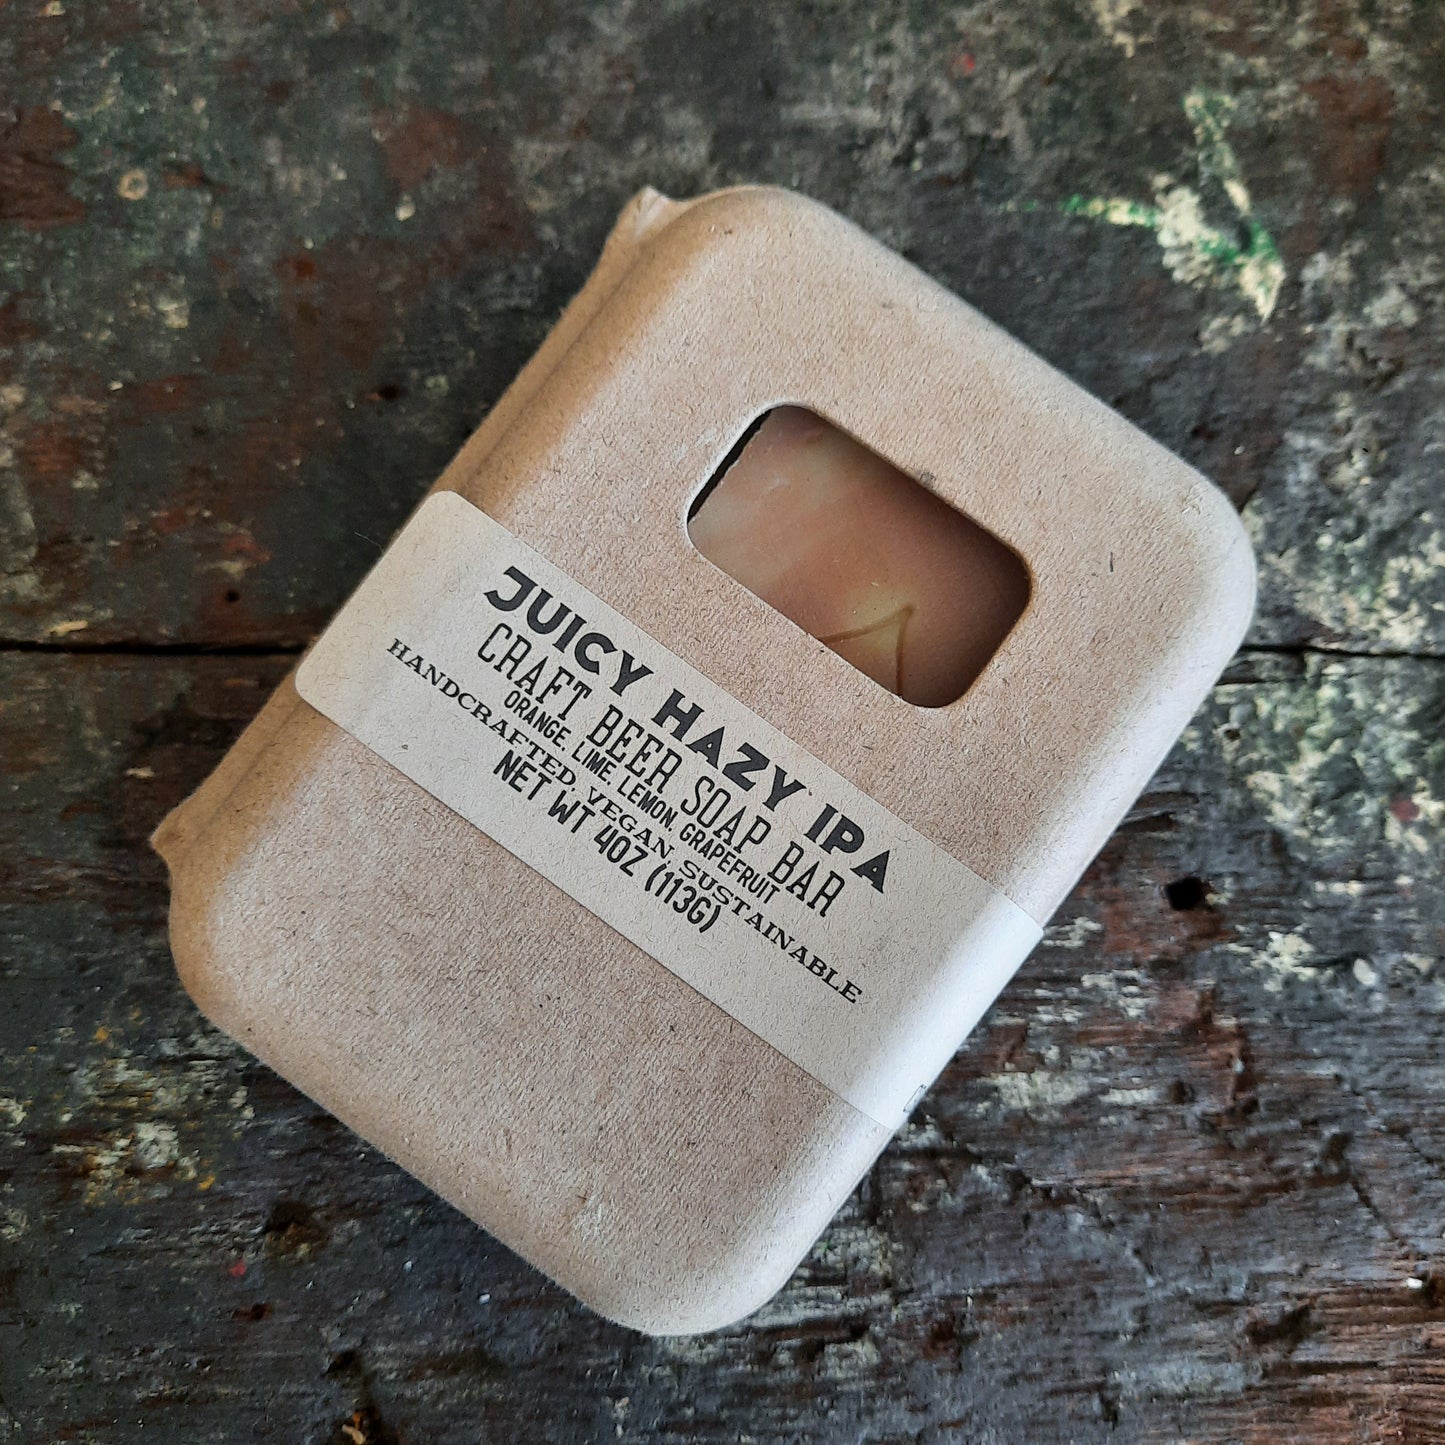 JUICY HAZY IPA
CRAFT BEER SOAP BAR
ORANGE, LIME, LEMON, GRAPEFRUIT
HANDCRAFTED, VEGAN, SUSTAINABLE
NET WT 4OZ (113G)